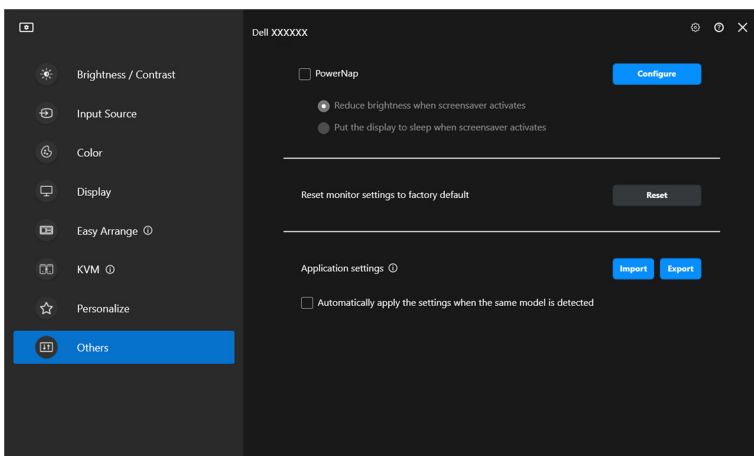 Dell XXXXXX
Brightness / Contrast
Input Source
Color
Display
Easy Arrange
KVM
Personalize
Others
PowerNap
Configure
Reduce brightness when screensaver activates
Put the display to sleep when screensaver activates
Reset monitor settings to factory default
Reset
Application settings
Import
Export
Automatically apply the settings when the same model is detected